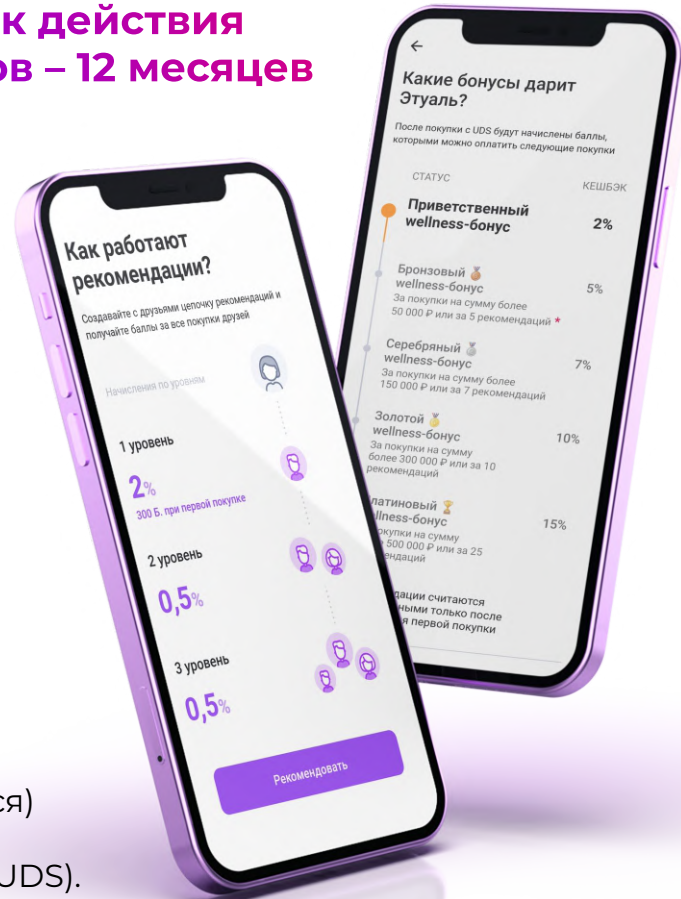 к действия
ов – 12 месяцев
Как работают
рекомендации?
Создавайте с друзьями цепочку рекомендаций и
получайте баллы за все покупки друзей
Начисления по уровням
1 уровень
2%
300 Б. при первой покупке
2 уровень
0,5%
3 уровень
0,5%
Рекомендовать
Какие бонусы дарит
Этуаль?
После покупки с UDS будут начислены баллы,
которыми можно оплатить следующие покупки
СТАТУС КЕШБЭК
Приветственный
wellness-бонус 2%
Бронзовый
wellness-бонус 5%
За покупки на сумму более
50 000 ₽ или за 5 рекомендаций *
Серебряный
wellness-бонус 7%
За покупки на сумму более
150 000 ₽ или за 7 рекомендаций
Золотой
wellness-бонус 10%
За покупки на сумму
более 300 000 ₽ или за 10
рекомендаций
латиновый
llness-бонус 15%
окупки на сумму
500 000 ₽ или за 25
ендаций
дации считаются
ными только после
я первой покупки
ся)
UDS).